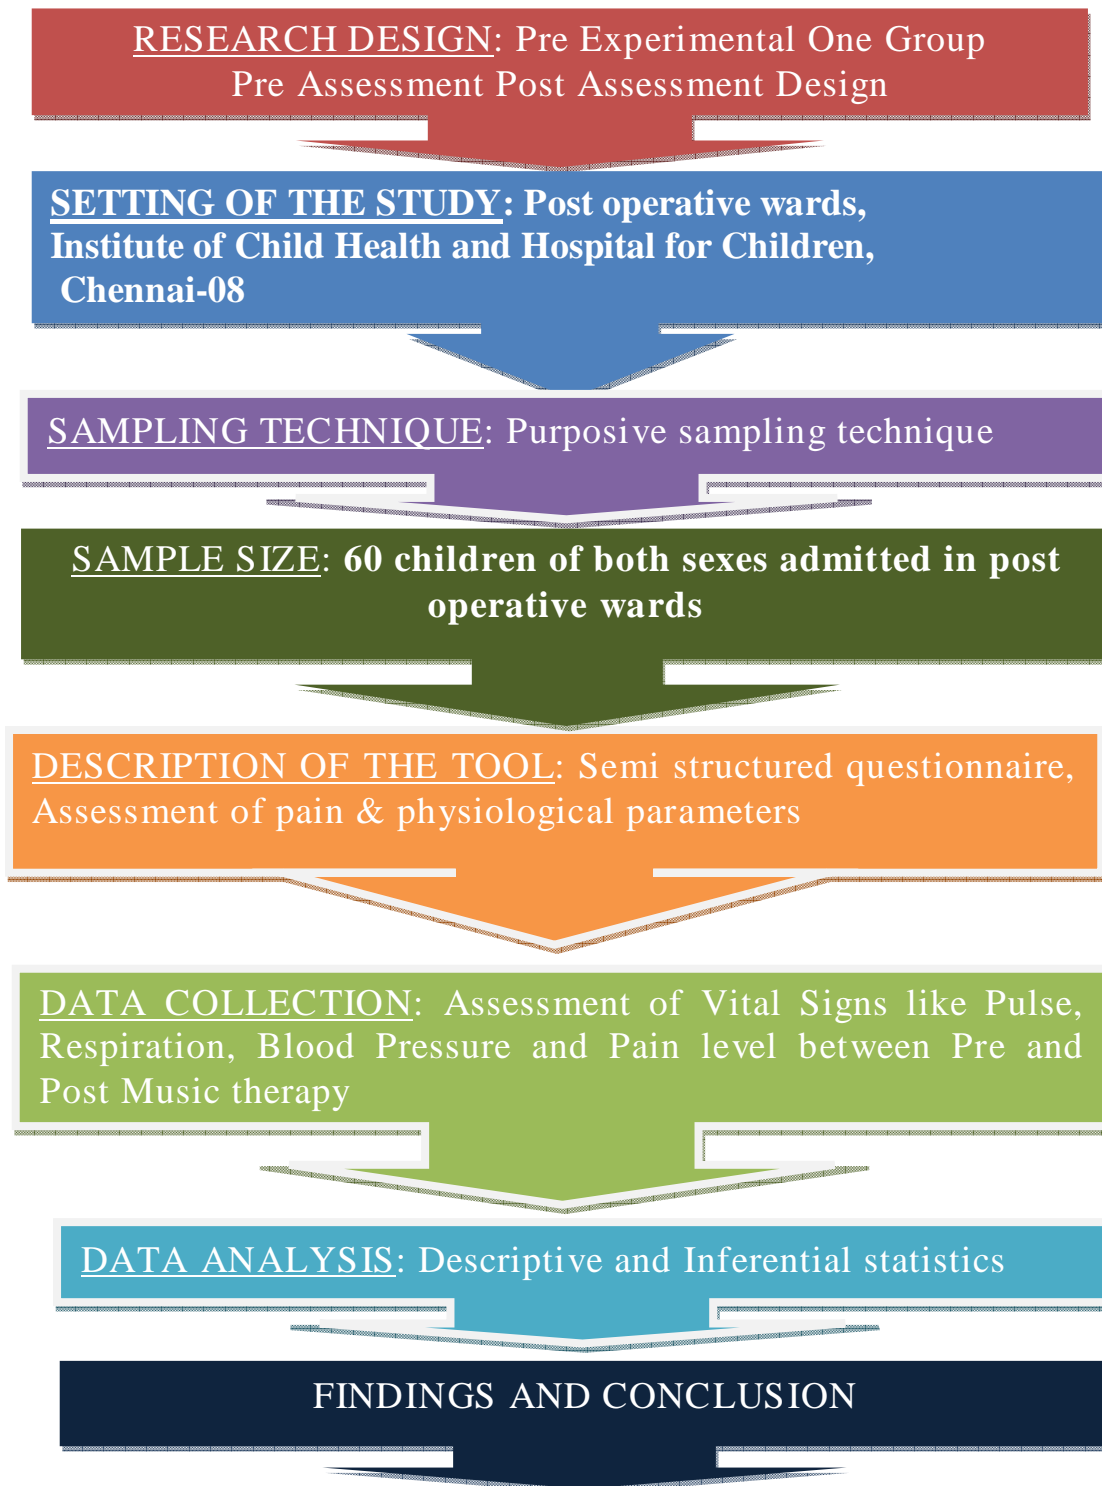 RESEARCH DESIGN: Pre Experimental One Group
Pre Assessment Post Assessment Design
SETTING OF THE STUDY: Post operative wards,
Institute of Child Health and Hospital for Children,
Chennai-08
SAMPLING TECHNIQUE: Purposive sampling technique
SAMPLE SIZE: 60 children of both sexes admitted in post
operative wards
DESCRIPTION OF THE TOOL: Semi structured questionnaire,
Assessment of pain & physiological parameters
DATA COLLECTION: Assessment of Vital Signs like Pulse,
Respiration, Blood Pressure and Pain level between Pre and
Post Music therapy
DATA ANALYSIS: Descriptive and Inferential statistics
FINDINGS AND CONCLUSION